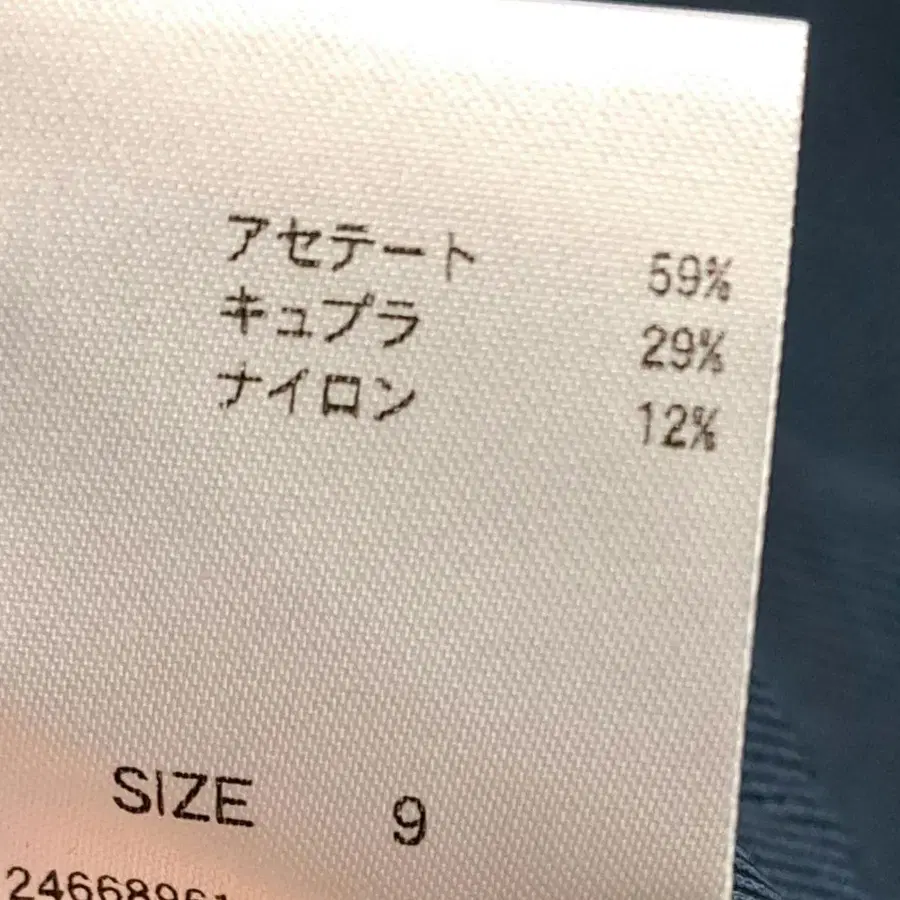 アセテート 59%
キュプラ 29%
ナイロン 12%
SIZE 9